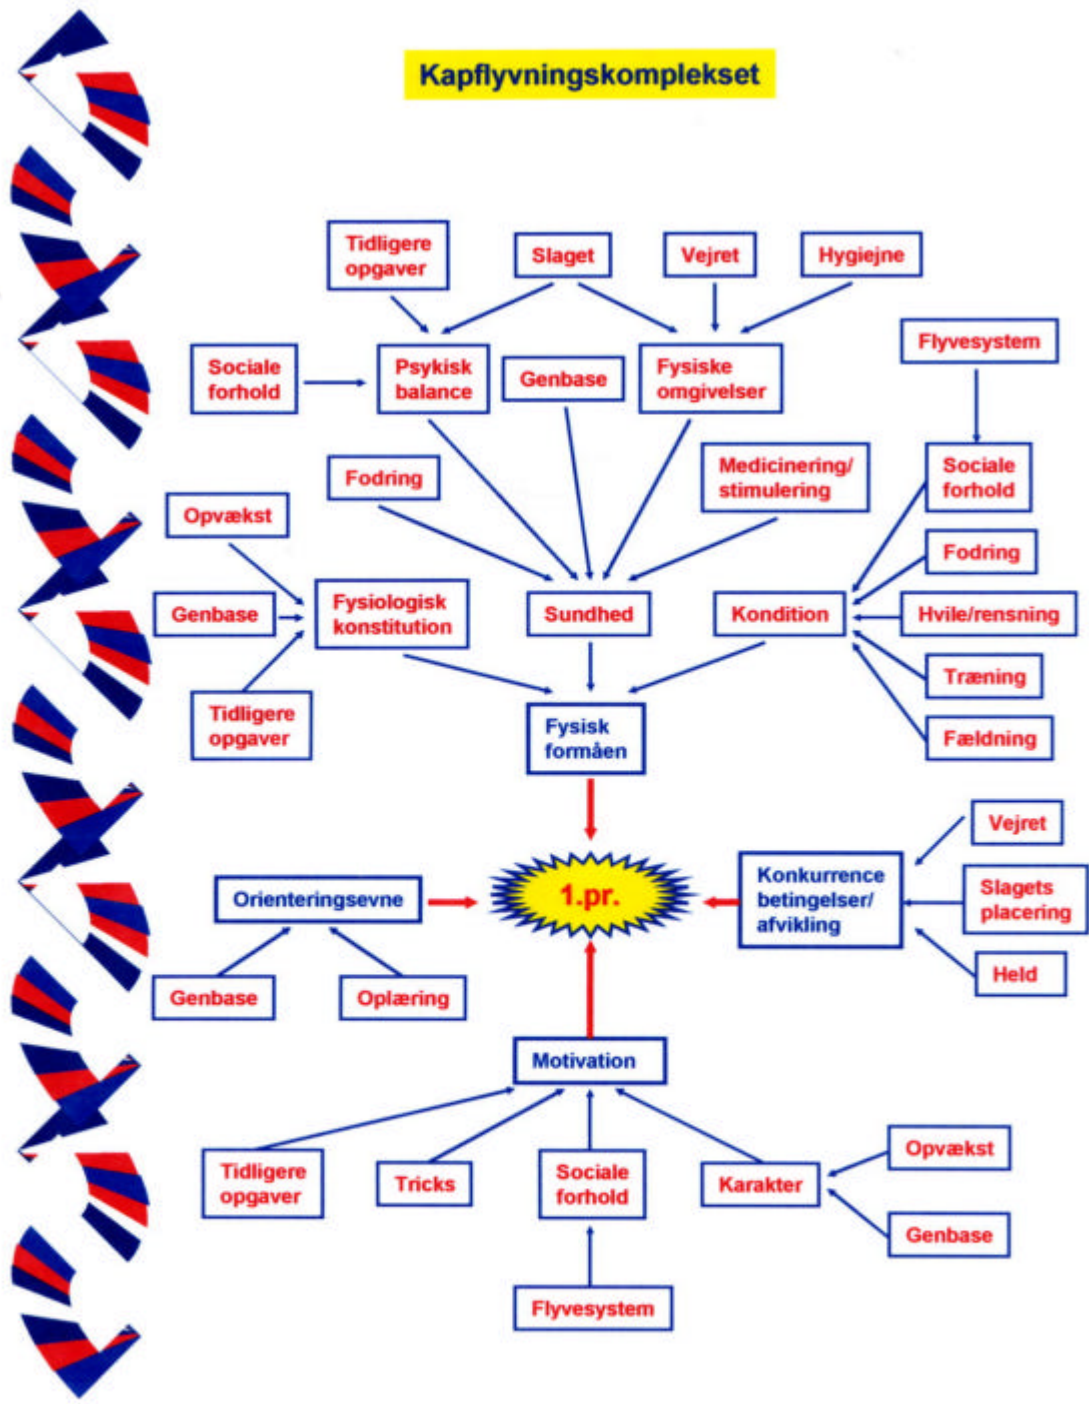 Kapflyvningskomplekset
Tidligere
opgaver
Slaget
Vejret
Hygiejne
Flyvesystem
Sociale
forhold
Psykisk
balance
Genbase
Fysiske
omgivelser
Fodring
Medicinering/
stimulering
Sociale
forhold
Opvækst
Fodring
Genbase
Fysiologisk
konstitution
Sundhed
Kondition
Hvile/rensning
Træning
Tidligere
opgaver
Fysisk
formåen
Fældning
Vejret
Orienteringsevne
1.pr.
Konkurrence
betingelser/
afvikling
Slagets
placering
Genbase
Oplæring
Held
Motivation
Tidligere
opgaver
Tricks
Sociale
forhold
Karakter
Opvækst
Genbase
Flyvesystem